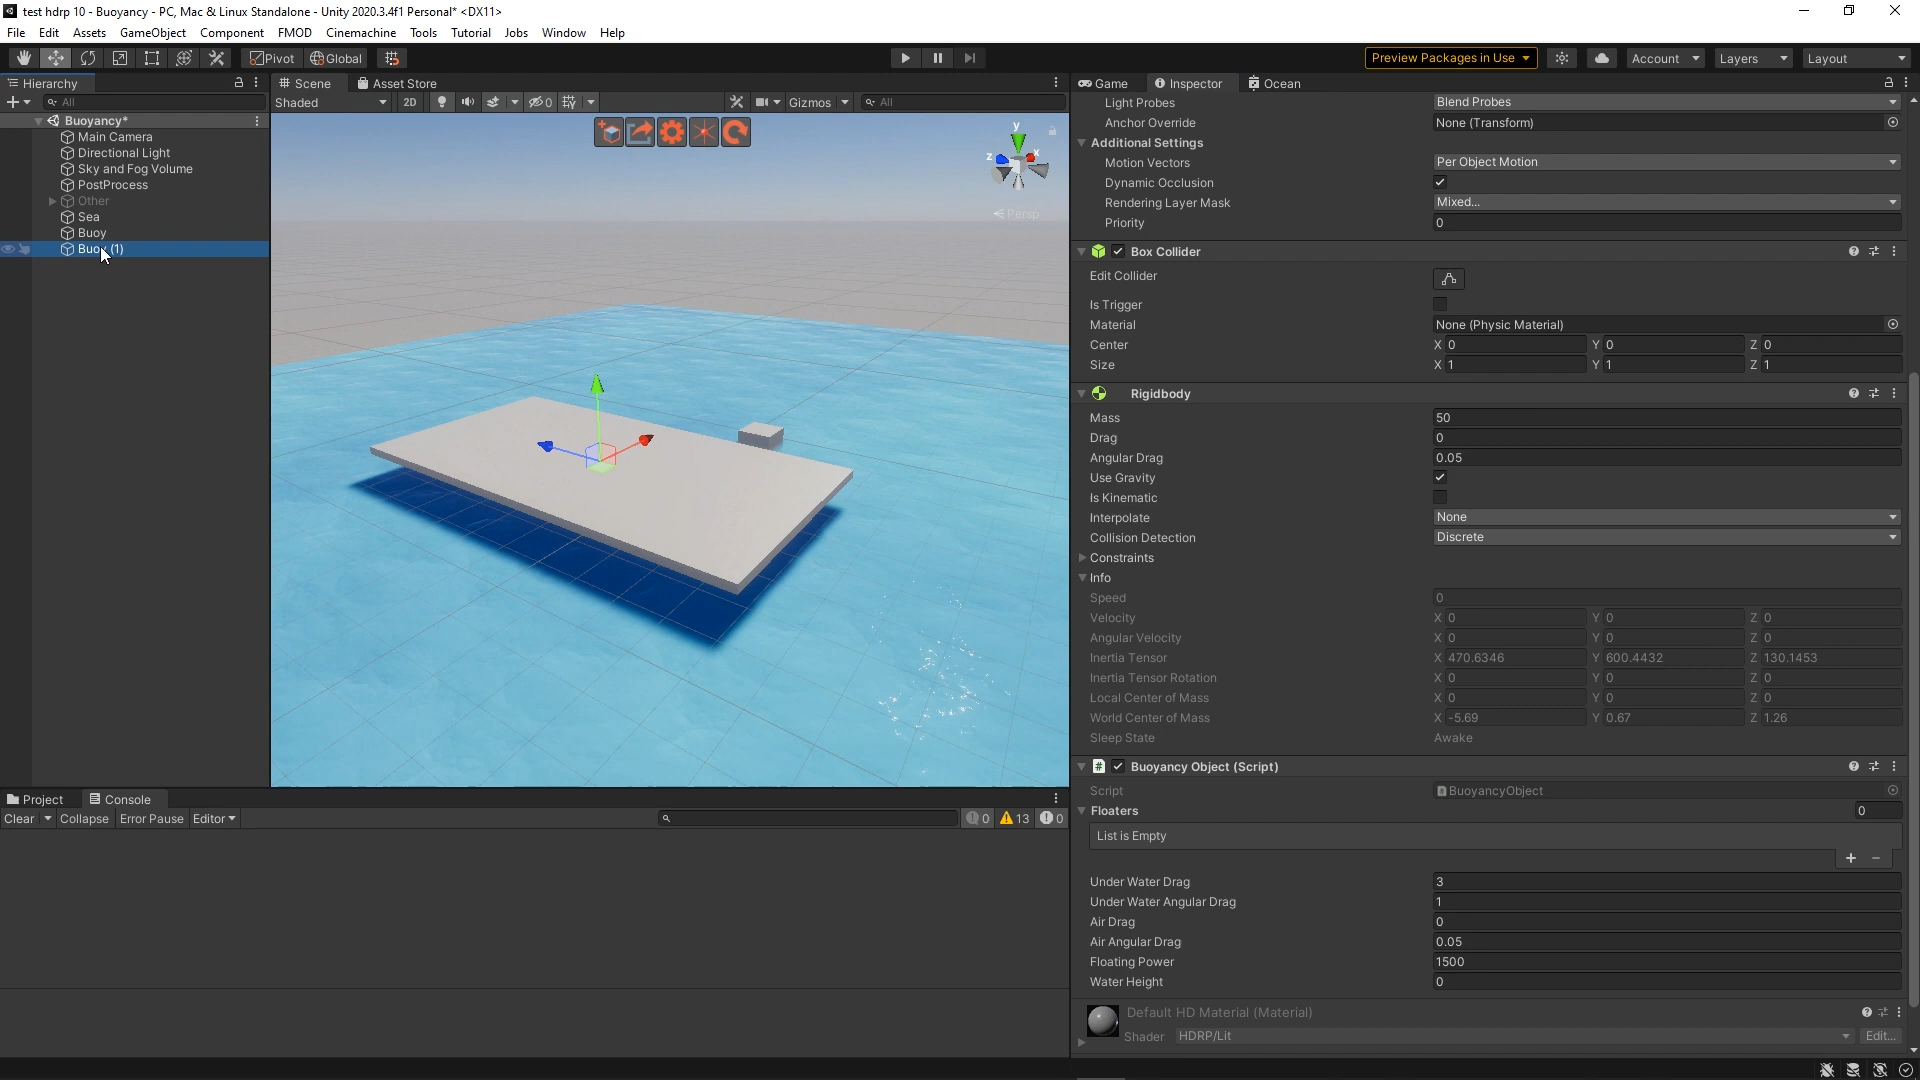 test hdrp 10 - Buoyancy - PC, Mac & Linux Standalone - Unity 2020.3.4f1 Personal* <DX11>
File Edit Assets GameObject Component FMOD Cinemachine Tools Tutorial Jobs Window Help
Pivot Global Preview Packages in Use Account Layers Layout
Hierarchy
All
Buoyancy*
Main Camera
Directional Light
Sky and Fog Volume
PostProcess
Other
Sea
Buoy
Buoy (1)
Scene Asset Store
Shaded 2D 0 Gizmos All
y
z x
Persp
Game Inspector Ocean
Light Probes Blend Probes
Anchor Override None (Transform)
Additional Settings
Motion Vectors Per Object Motion
Dynamic Occlusion
Rendering Layer Mask Mixed...
Priority 0
Box Collider
Edit Collider
Is Trigger
Material None (Physic Material)
Center X 0 Y 0 Z 0
Size X 1 Y 1 Z 1
Rigidbody
Mass 50
Drag 0
Angular Drag 0.05
Use Gravity
Is Kinematic
Interpolate None
Collision Detection Discrete
Constraints
Info
Speed 0
Velocity X 0 Y 0 Z 0
Angular Velocity X 0 Y 0 Z 0
Inertia Tensor X 470.6346 Y 600.4432 Z 130.1453
Inertia Tensor Rotation X 0 Y 0 Z 0
Local Center of Mass X 0 Y 0 Z 0
World Center of Mass X -5.69 Y 0.67 Z 1.26
Sleep State Awake
# Buoyancy Object (Script)
Script BuoyancyObject
Floaters 0
List is Empty
+ −
Under Water Drag 3
Under Water Angular Drag 1
Air Drag 0
Air Angular Drag 0.05
Floating Power 1500
Water Height 0
Default HD Material (Material)
Shader HDRP/Lit Edit...
Project Console
Clear Collapse Error Pause Editor 0 13 0